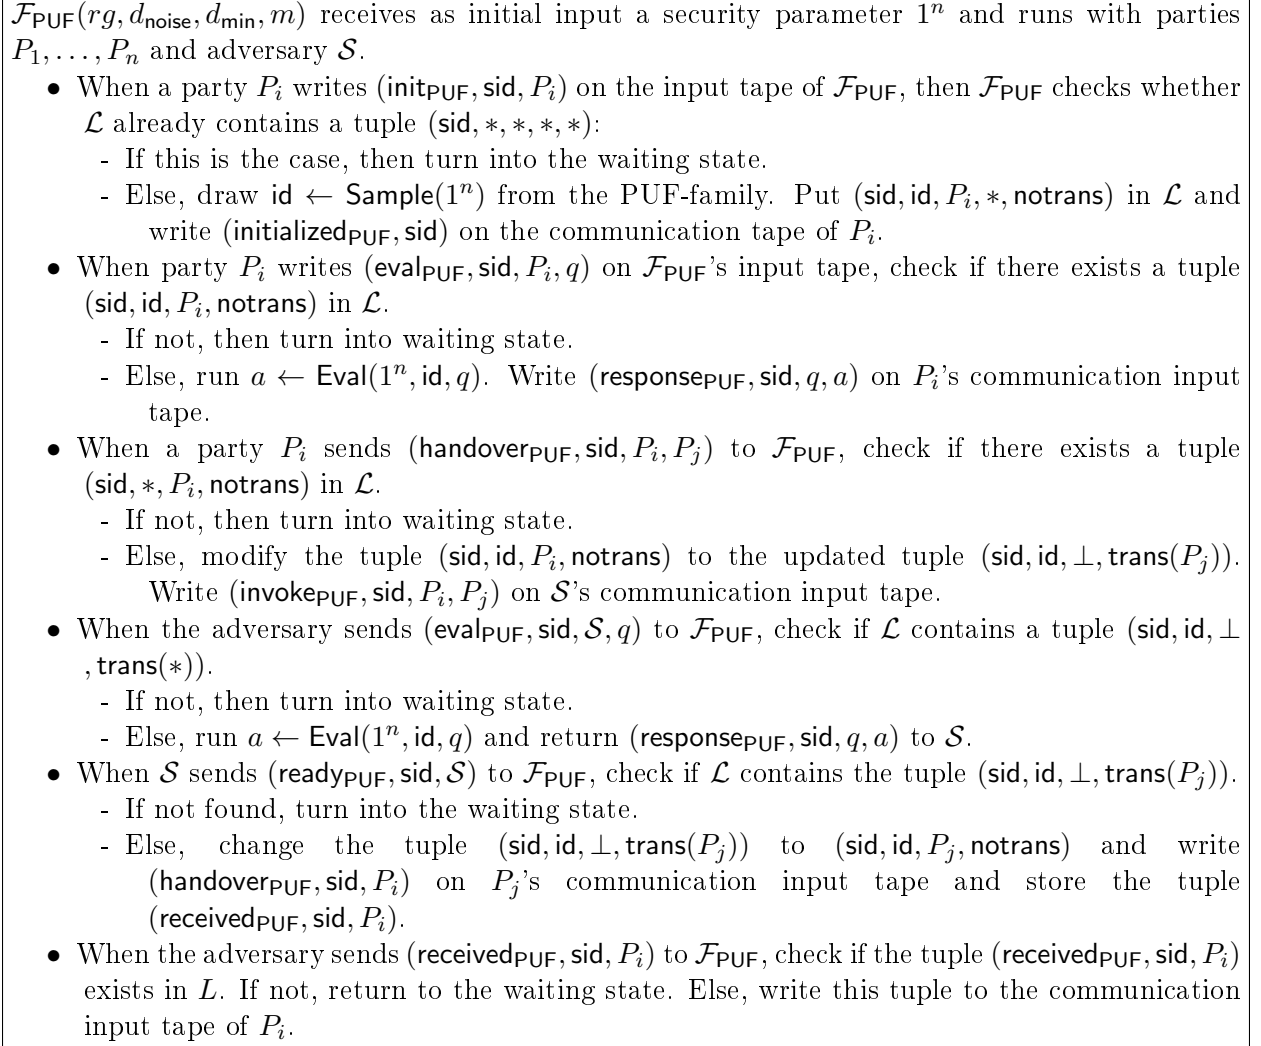 𝓕_PUF(rg, d_noise, d_min, m) receives as initial input a security parameter 1^n and runs with parties
P_1, . . . , P_n and adversary 𝓢.
• When a party P_i writes (init_PUF, sid, P_i) on the input tape of 𝓕_PUF, then 𝓕_PUF checks whether
𝓛 already contains a tuple (sid, ∗, ∗, ∗, ∗):
- If this is the case, then turn into the waiting state.
- Else, draw id ← Sample(1^n) from the PUF-family. Put (sid, id, P_i, ∗, notrans) in 𝓛 and
write (initialized_PUF, sid) on the communication tape of P_i.
• When party P_i writes (eval_PUF, sid, P_i, q) on 𝓕_PUF's input tape, check if there exists a tuple
(sid, id, P_i, notrans) in 𝓛.
- If not, then turn into waiting state.
- Else, run a ← Eval(1^n, id, q). Write (response_PUF, sid, q, a) on P_i's communication input
tape.
• When a party P_i sends (handover_PUF, sid, P_i, P_j) to 𝓕_PUF, check if there exists a tuple
(sid, ∗, P_i, notrans) in 𝓛.
- If not, then turn into waiting state.
- Else, modify the tuple (sid, id, P_i, notrans) to the updated tuple (sid, id, ⊥, trans(P_j)).
Write (invoke_PUF, sid, P_i, P_j) on 𝓢's communication input tape.
• When the adversary sends (eval_PUF, sid, 𝓢, q) to 𝓕_PUF, check if 𝓛 contains a tuple (sid, id, ⊥
, trans(∗)).
- If not, then turn into waiting state.
- Else, run a ← Eval(1^n, id, q) and return (response_PUF, sid, q, a) to 𝓢.
• When 𝓢 sends (ready_PUF, sid, 𝓢) to 𝓕_PUF, check if 𝓛 contains the tuple (sid, id, ⊥, trans(P_j)).
- If not found, turn into the waiting state.
- Else, change the tuple (sid, id, ⊥, trans(P_j)) to (sid, id, P_j, notrans) and write
(handover_PUF, sid, P_i) on P_j's communication input tape and store the tuple
(received_PUF, sid, P_i).
• When the adversary sends (received_PUF, sid, P_i) to 𝓕_PUF, check if the tuple (received_PUF, sid, P_i)
exists in L. If not, return to the waiting state. Else, write this tuple to the communication
input tape of P_i.